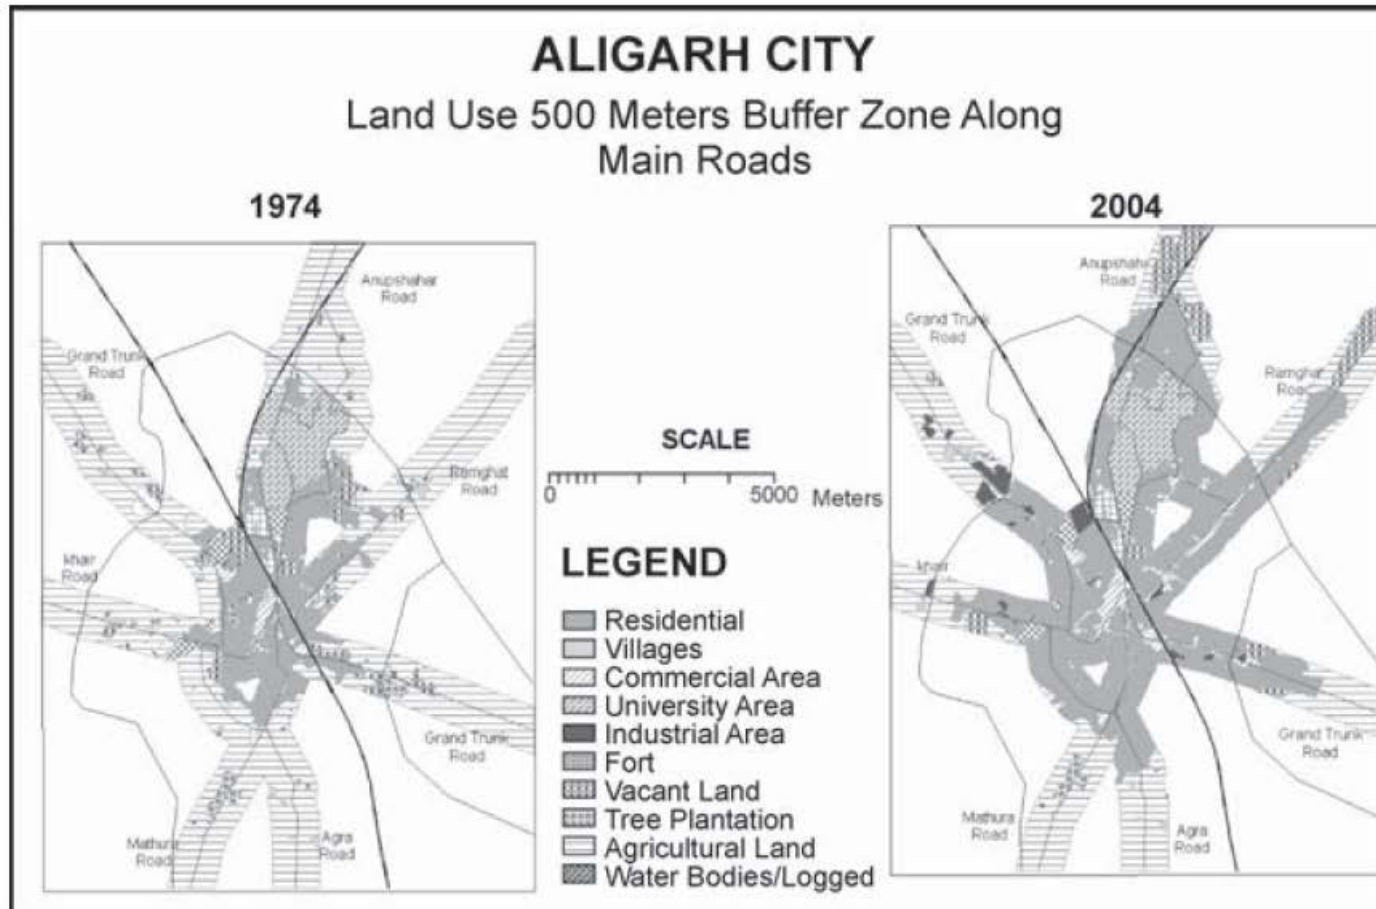 ALIGARH CITY
Land Use 500 Meters Buffer Zone Along
Main Roads
1974
Anupshahar
Road
Grand Trunk
Road
Ramghat
Road
khair
Road
Grand Trunk
Road
Mathura
Road
Agra
Road
SCALE
0 5000 Meters
LEGEND
Residential
Villages
Commercial Area
University Area
Industrial Area
Fort
Vacant Land
Tree Plantation
Agricultural Land
Water Bodies/Logged
2004
Anupshahr
Road
Grand Trunk
Road
Ramghat
Road
khair
Grand Trunk
Road
Mathura
Road
Agra
Road